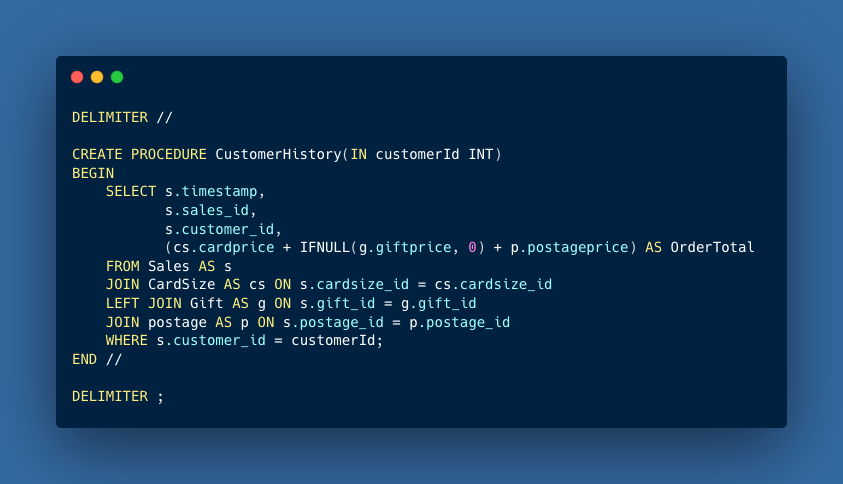 DELIMITER //
CREATE PROCEDURE CustomerHistory(IN customerId INT)
BEGIN
    SELECT s.timestamp,
           s.sales_id,
           s.customer_id,
           (cs.cardprice + IFNULL(g.giftprice, 0) + p.postageprice) AS OrderTotal
    FROM Sales AS s
    JOIN CardSize AS cs ON s.cardsize_id = cs.cardsize_id
    LEFT JOIN Gift AS g ON s.gift_id = g.gift_id
    JOIN postage AS p ON s.postage_id = p.postage_id
    WHERE s.customer_id = customerId;
END //
DELIMITER ;